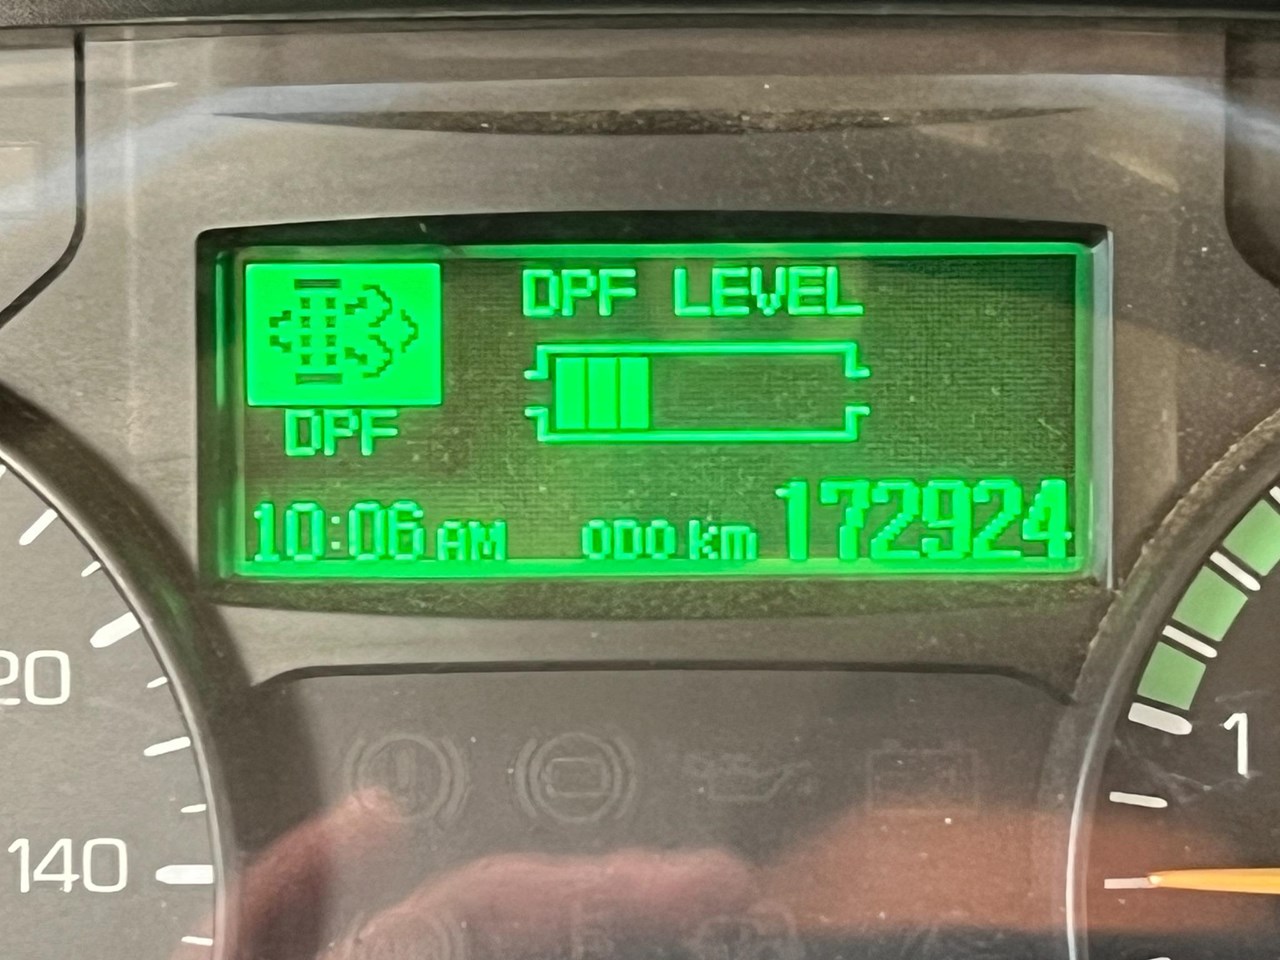 DPF LEVEL
DPF
10:06 AM ODO km 172924
20
140
1